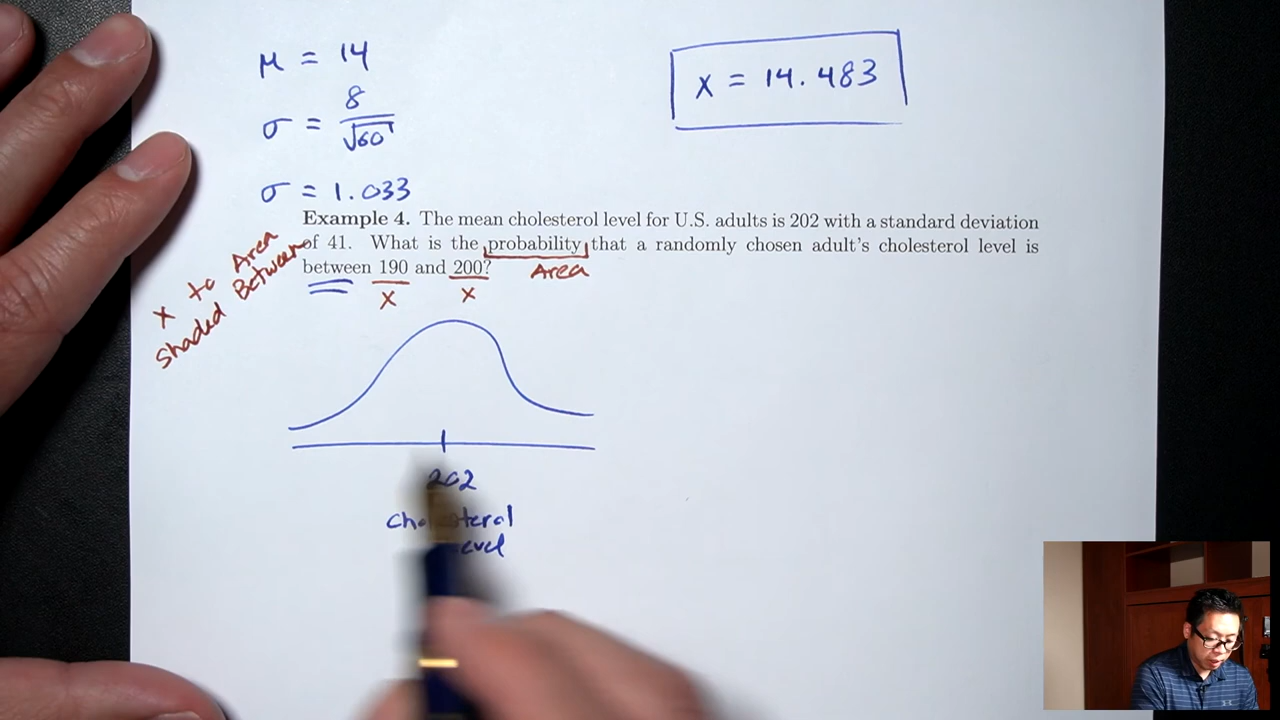 μ = 14
σ = 8/√60
x = 14.483
σ = 1.033
Example 4. The mean cholesterol level for U.S. adults is 202 with a standard deviation
of 41. What is the probability that a randomly chosen adult's cholesterol level is
between 190 and 200?
Area
x
x
x to Area
Shaded Between
202